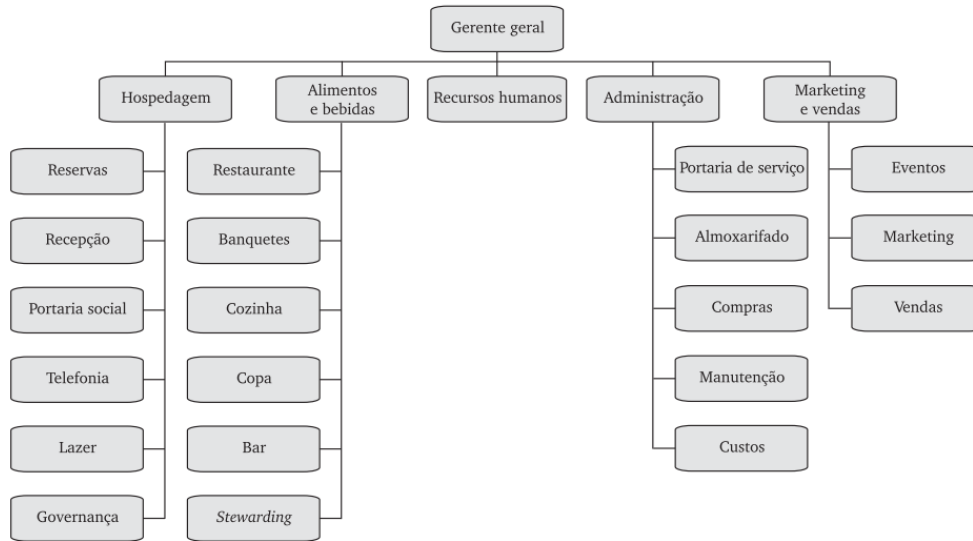 Gerente geral
Hospedagem
Alimentos
e bebidas
Recursos humanos
Administração
Marketing
e vendas
Reservas
Recepção
Portaria social
Telefonia
Lazer
Governança
Restaurante
Banquetes
Cozinha
Copa
Bar
Stewarding
Portaria de serviço
Almoxarifado
Compras
Manutenção
Custos
Eventos
Marketing
Vendas